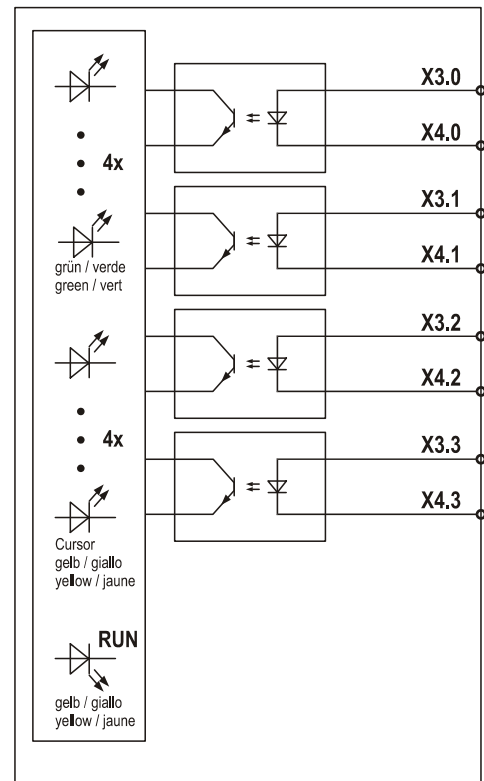 X3.0
X4.0
4x
X3.1
X4.1
grün / verde
green / vert
X3.2
X4.2
4x
X3.3
X4.3
Cursor
gelb / giallo
yellow / jaune
RUN
gelb / giallo
yellow / jaune